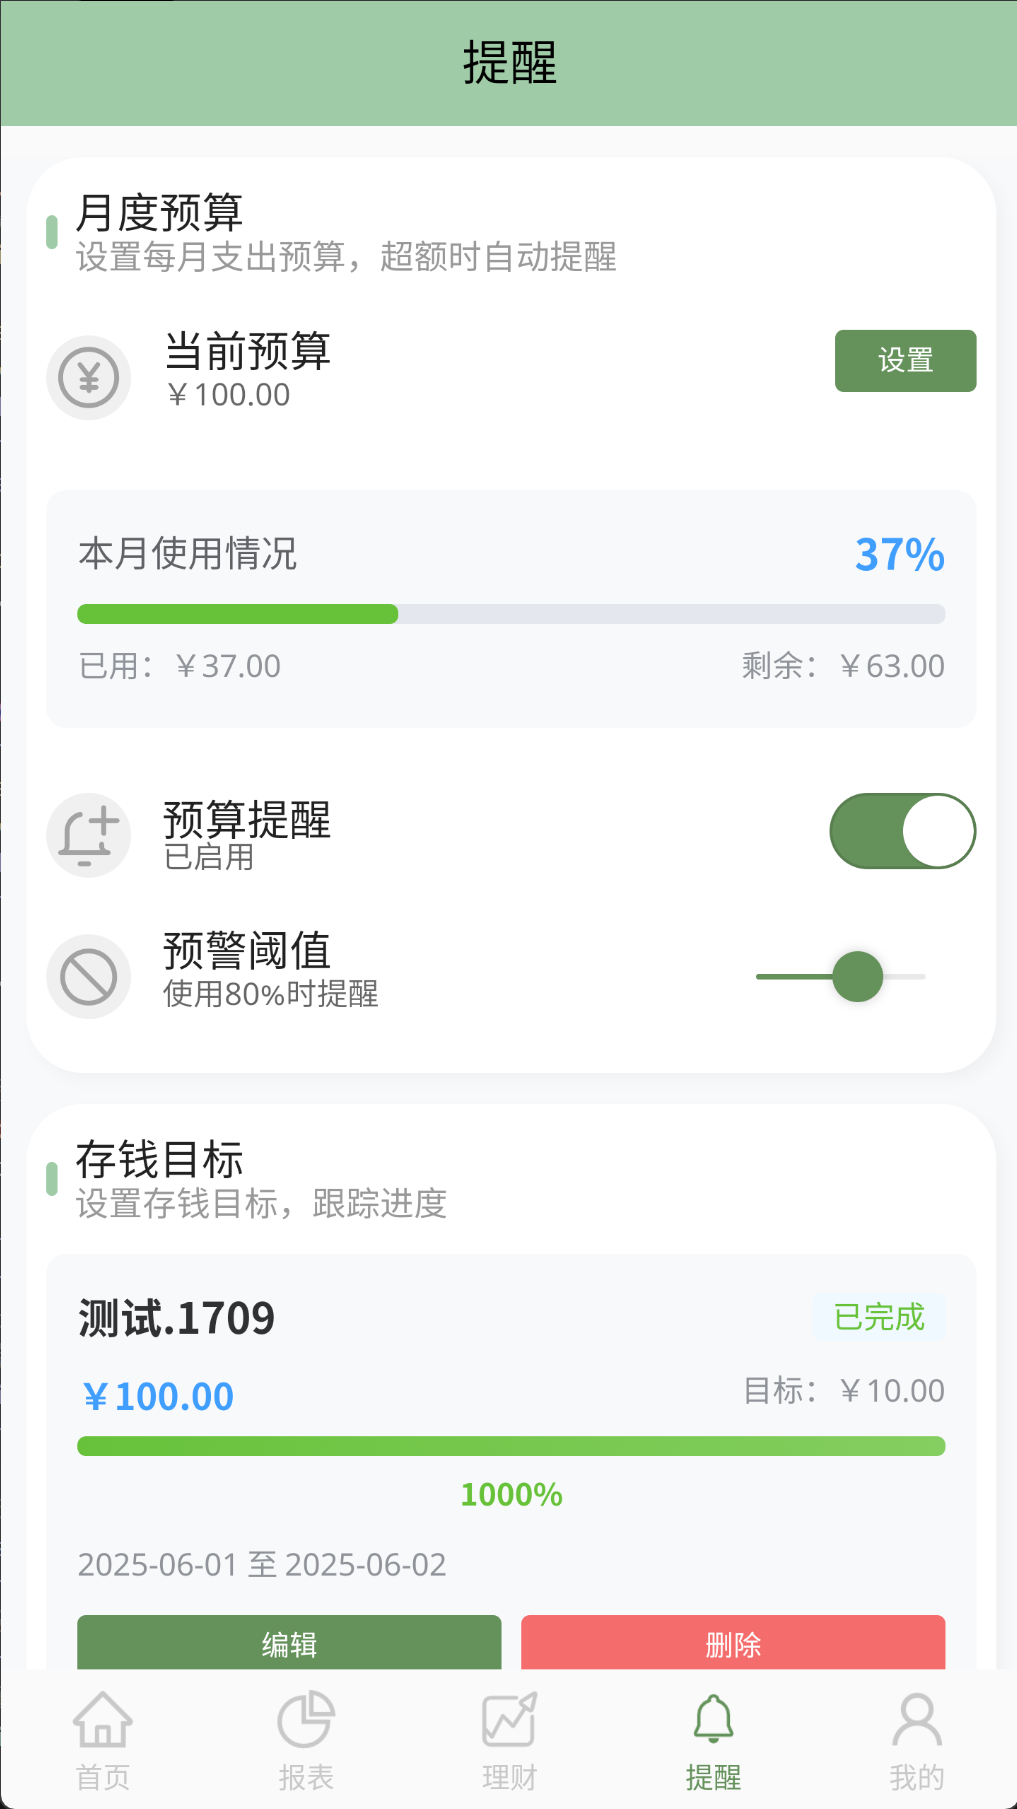 提醒
月度预算
设置每月支出预算，超额时自动提醒
当前预算
￥100.00
设置
本月使用情况
37%
已用：￥37.00
剩余：￥63.00
预算提醒
已启用
预警阈值
使用80%时提醒
存钱目标
设置存钱目标，跟踪进度
测试.1709
已完成
￥100.00
目标：￥10.00
1000%
2025-06-01 至 2025-06-02
编辑
删除
首页
报表
理财
提醒
我的